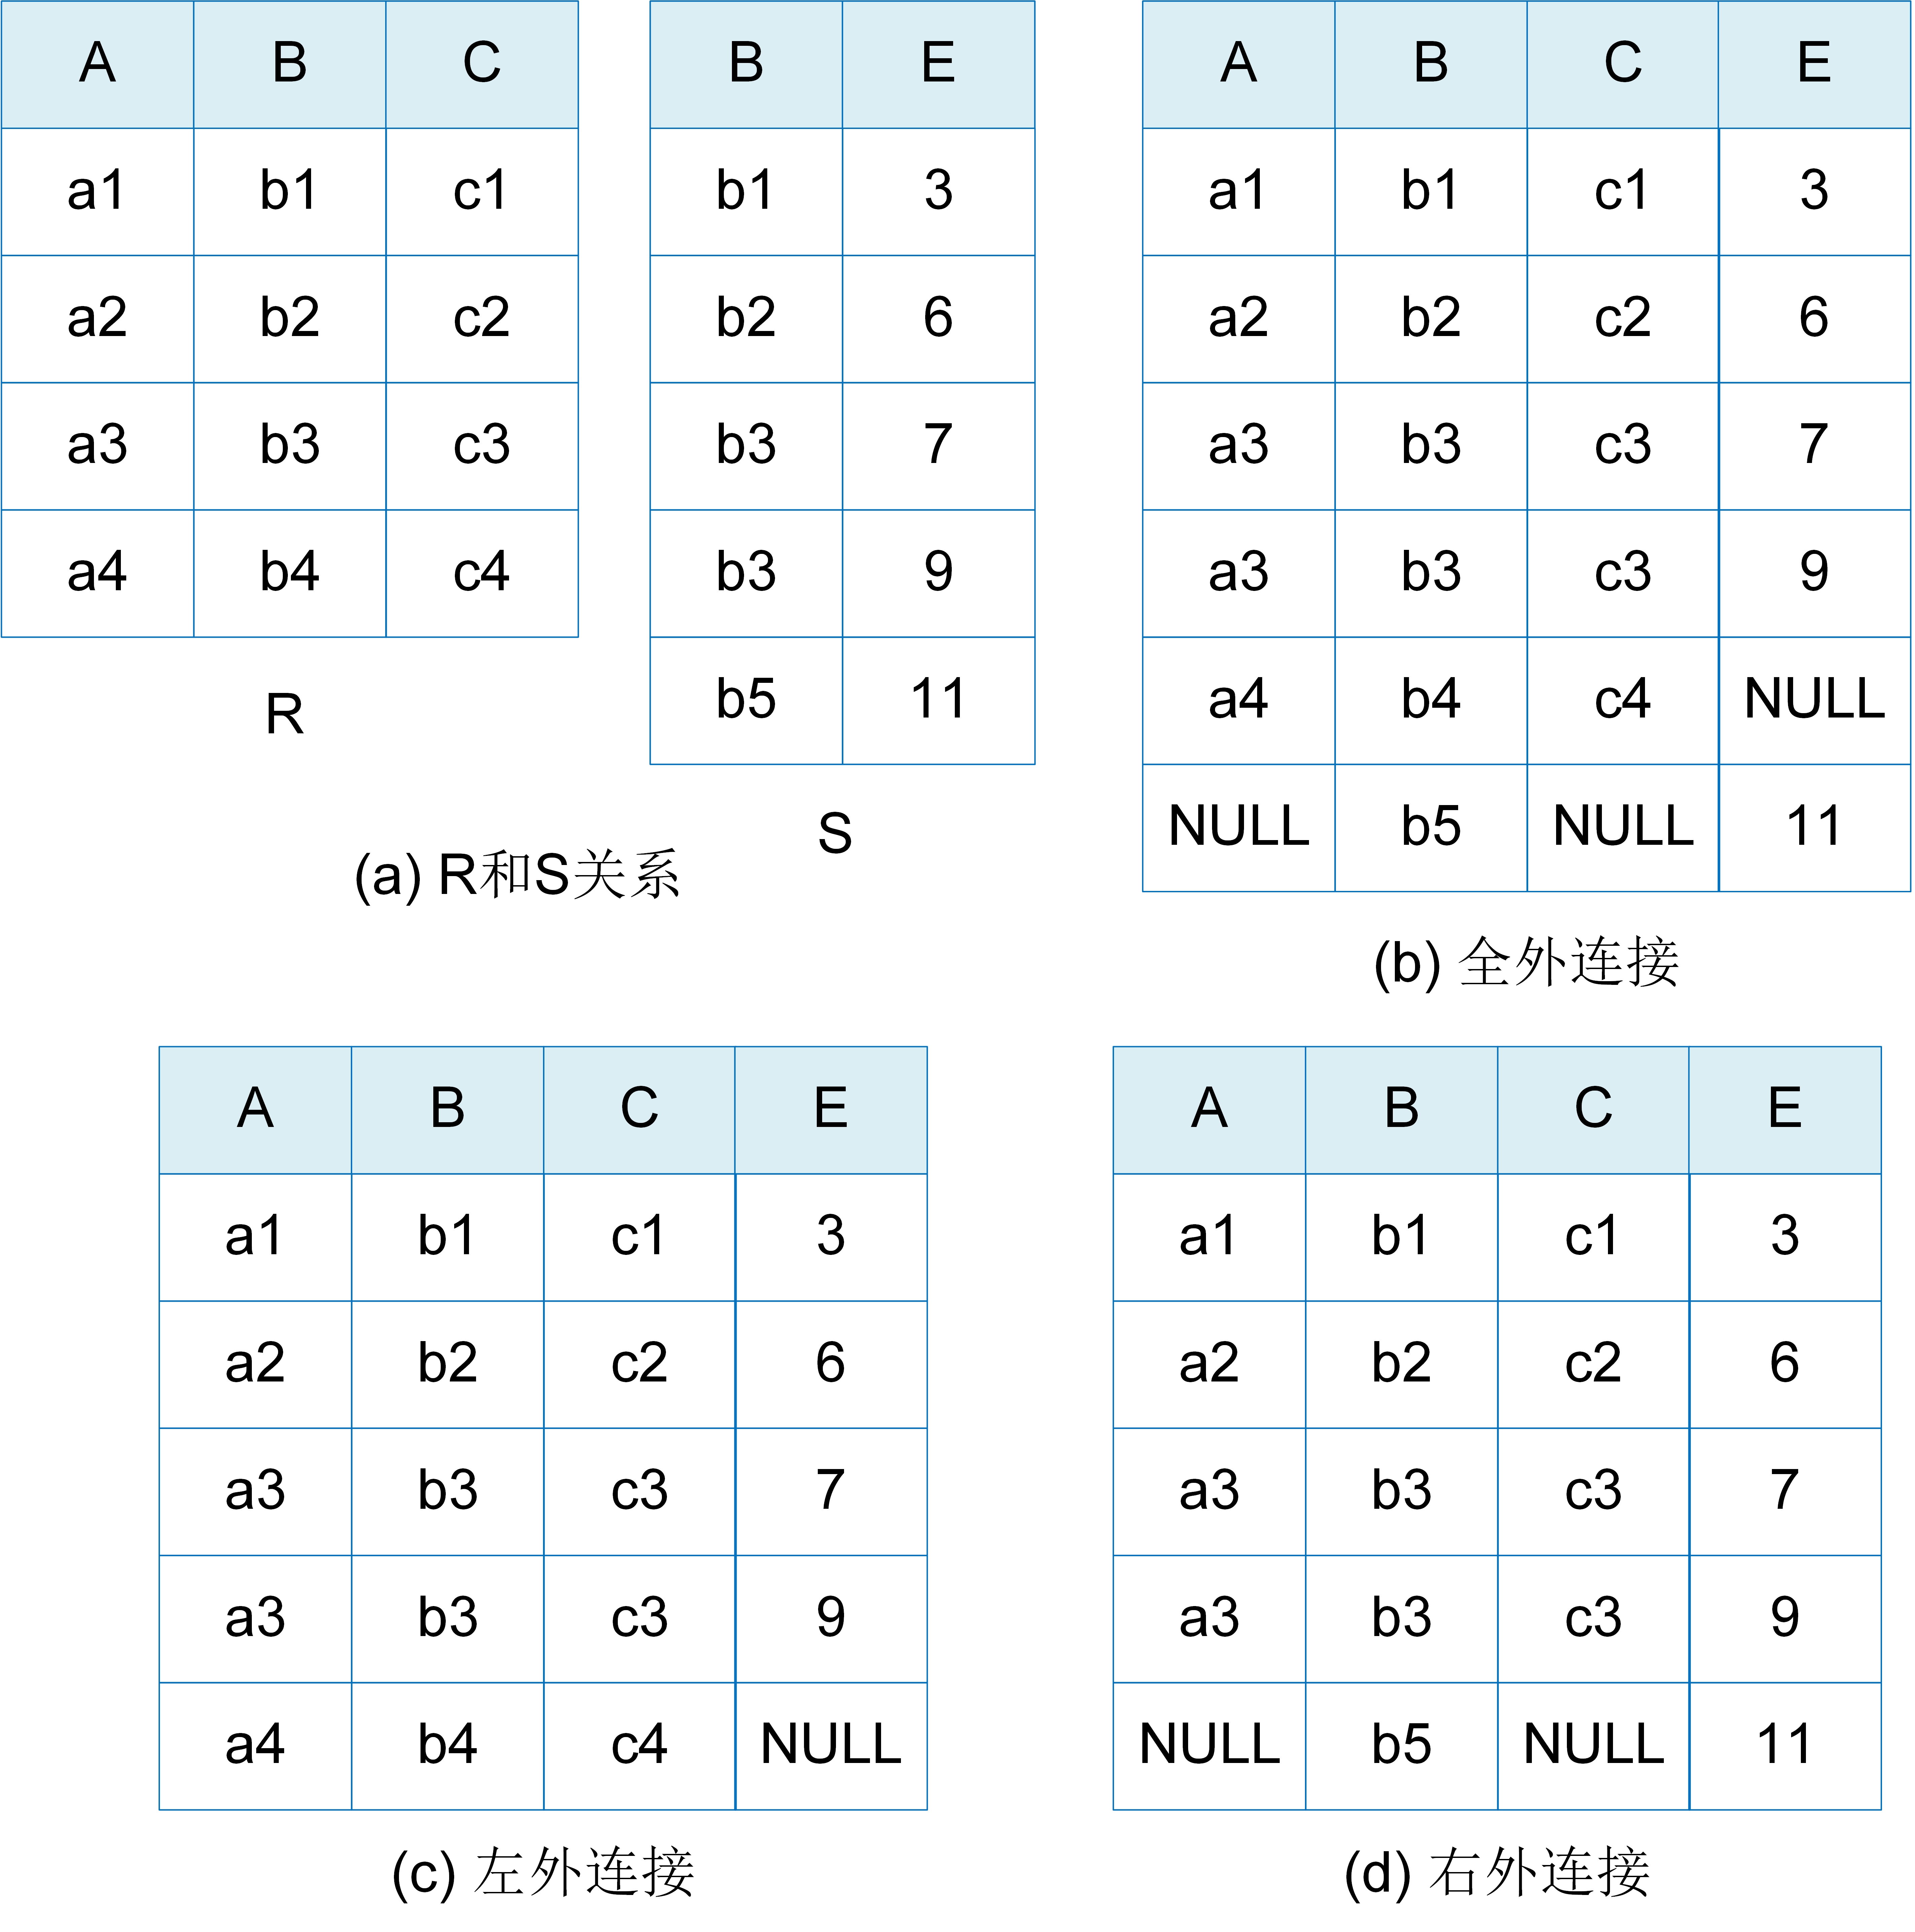 A B C
a1 b1 c1
a2 b2 c2
a3 b3 c3
a4 b4 c4
R
B E
b1 3
b2 6
b3 7
b3 9
b5 11
S
(a) R和S关系
A B C E
a1 b1 c1 3
a2 b2 c2 6
a3 b3 c3 7
a3 b3 c3 9
a4 b4 c4 NULL
NULL b5 NULL 11
(b) 全外连接
A B C E
a1 b1 c1 3
a2 b2 c2 6
a3 b3 c3 7
a3 b3 c3 9
a4 b4 c4 NULL
(c) 左外连接
A B C E
a1 b1 c1 3
a2 b2 c2 6
a3 b3 c3 7
a3 b3 c3 9
NULL b5 NULL 11
(d) 右外连接